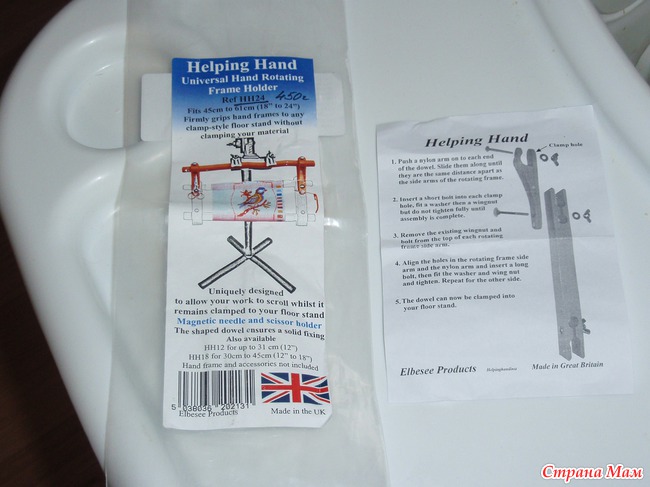 Helping Hand
Universal Hand Rotating
Frame Holder
Ref HH24 450г
Fits 45cm to 61cm (18" to 24")
Firmly grips hand frames to any
clamp-style floor stand without
clamping your material
Uniquely designed
to allow your work to scroll whilst it
remains clamped to your floor stand
Magnetic needle and scissor holder
The shaped dowel ensures a solid fixing
Also available
HH12 for up to 31 cm (12")
HH18 for 30cm to 45cm (12" to 18")
Hand frame and accessories not included
5 038036 202131
Elbesee Products
Made in the UK
Helping Hand
Clamp hole
1. Push a nylon arm on to each end
of the dowel. Slide them along until
they are the same distance apart as
the side arms of the rotating frame.
2. Insert a short bolt into each clamp
hole, fit a washer then a wingnut
but do not tighten fully until
assembly is complete.
3. Remove the existing wingnut and
bolt from the top of each rotating
frame side arm.
4. Align the holes in the rotating frame side
arm and the nylon arm and insert a long
bolt, then fit the washer and wing nut
and tighten. Repeat for the other side.
5. The dowel can now be clamped into
your floor stand.
Elbesee Products
Made in Great Britain
Страна Мам